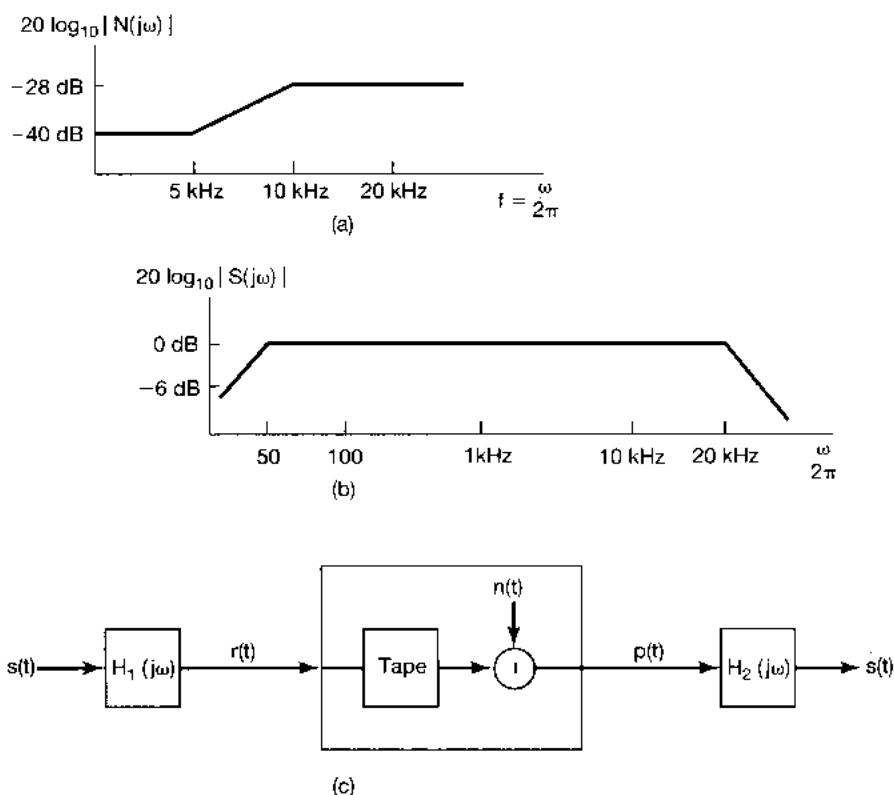 20 log₁₀ | N(jω) |
−28 dB
−40 dB
5 kHz 10 kHz 20 kHz f = ω/2π
(a)
20 log₁₀ | S(jω) |
0 dB
−6 dB
50 100 1kHz 10 kHz 20 kHz ω/2π
(b)
n(t)
s(t) H₁ (jω) r(t) Tape p(t) H₂ (jω) s(t)
(c)